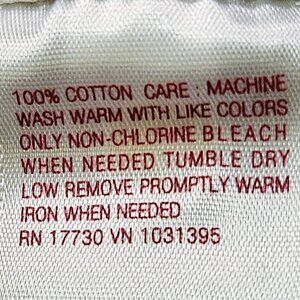 100% COTTON CARE : MACHINE
WASH WARM WITH LIKE COLORS
ONLY NON-CHLORINE BLEACH
WHEN NEEDED TUMBLE DRY
LOW REMOVE PROMPTLY WARM
IRON WHEN NEEDED
RN 17730 VN 1031395